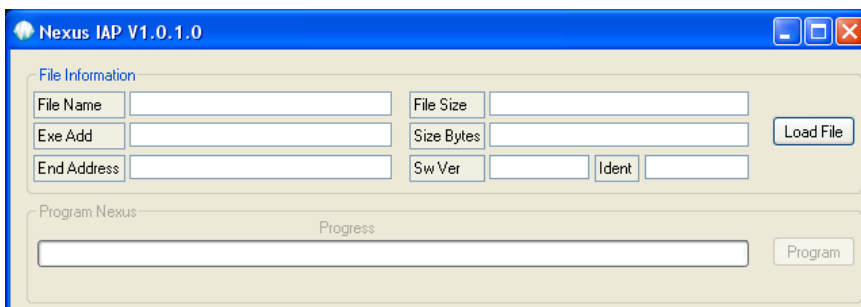 Nexus IAP V1.0.1.0
File Information
File Name File Size
Load File
Exe Add Size Bytes
End Address Sw Ver Ident
Program Nexus
Progress
Program